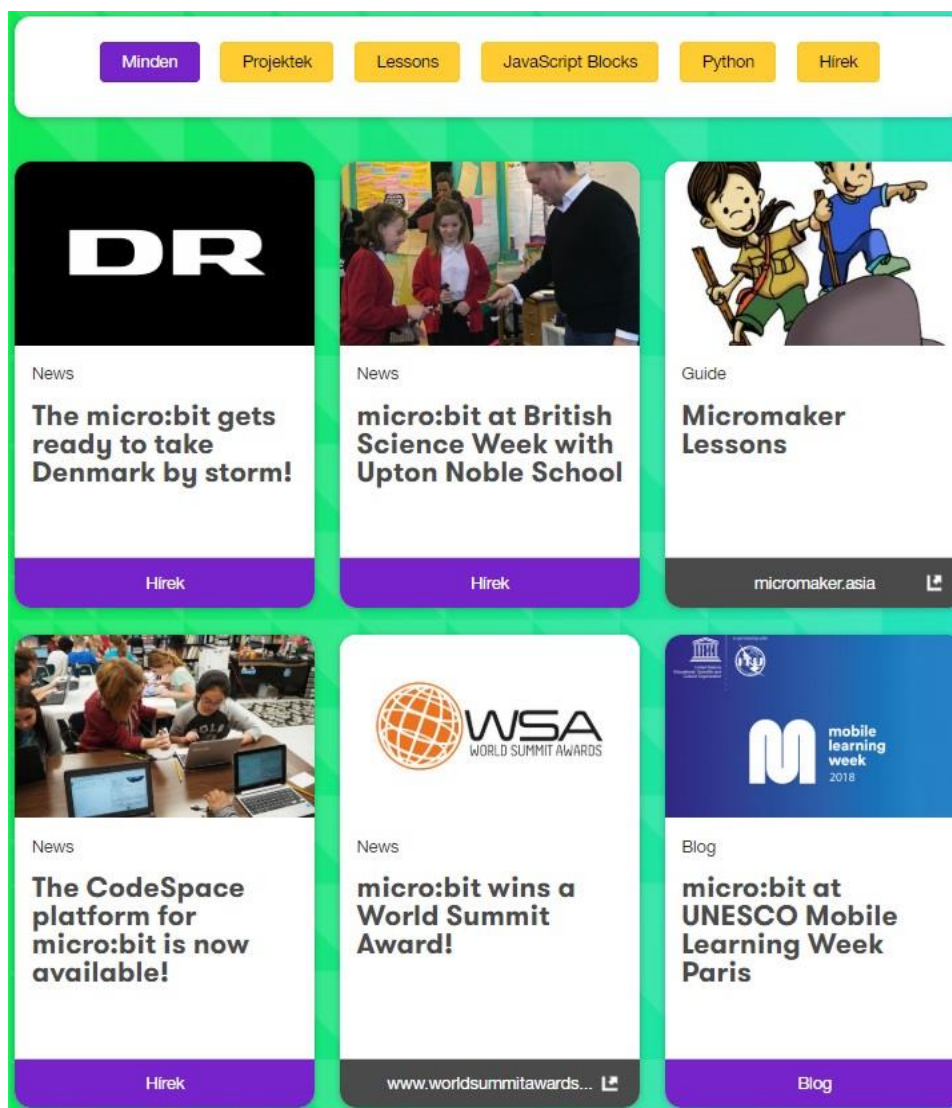 Minden Projektek Lessons JavaScript Blocks Python Hírek
DR
News
The micro:bit gets
ready to take
Denmark by storm!
Hírek
News
micro:bit at British
Science Week with
Upton Noble School
Hírek
Guide
Micromaker
Lessons
micromaker.asia
News
The CodeSpace
platform for
micro:bit is now
available!
Hírek
WSA
WORLD SUMMIT AWARDS
News
micro:bit wins a
World Summit
Award!
www.worldsummitawards...
mobile
learning
week
2018
Blog
micro:bit at
UNESCO Mobile
Learning Week
Paris
Blog